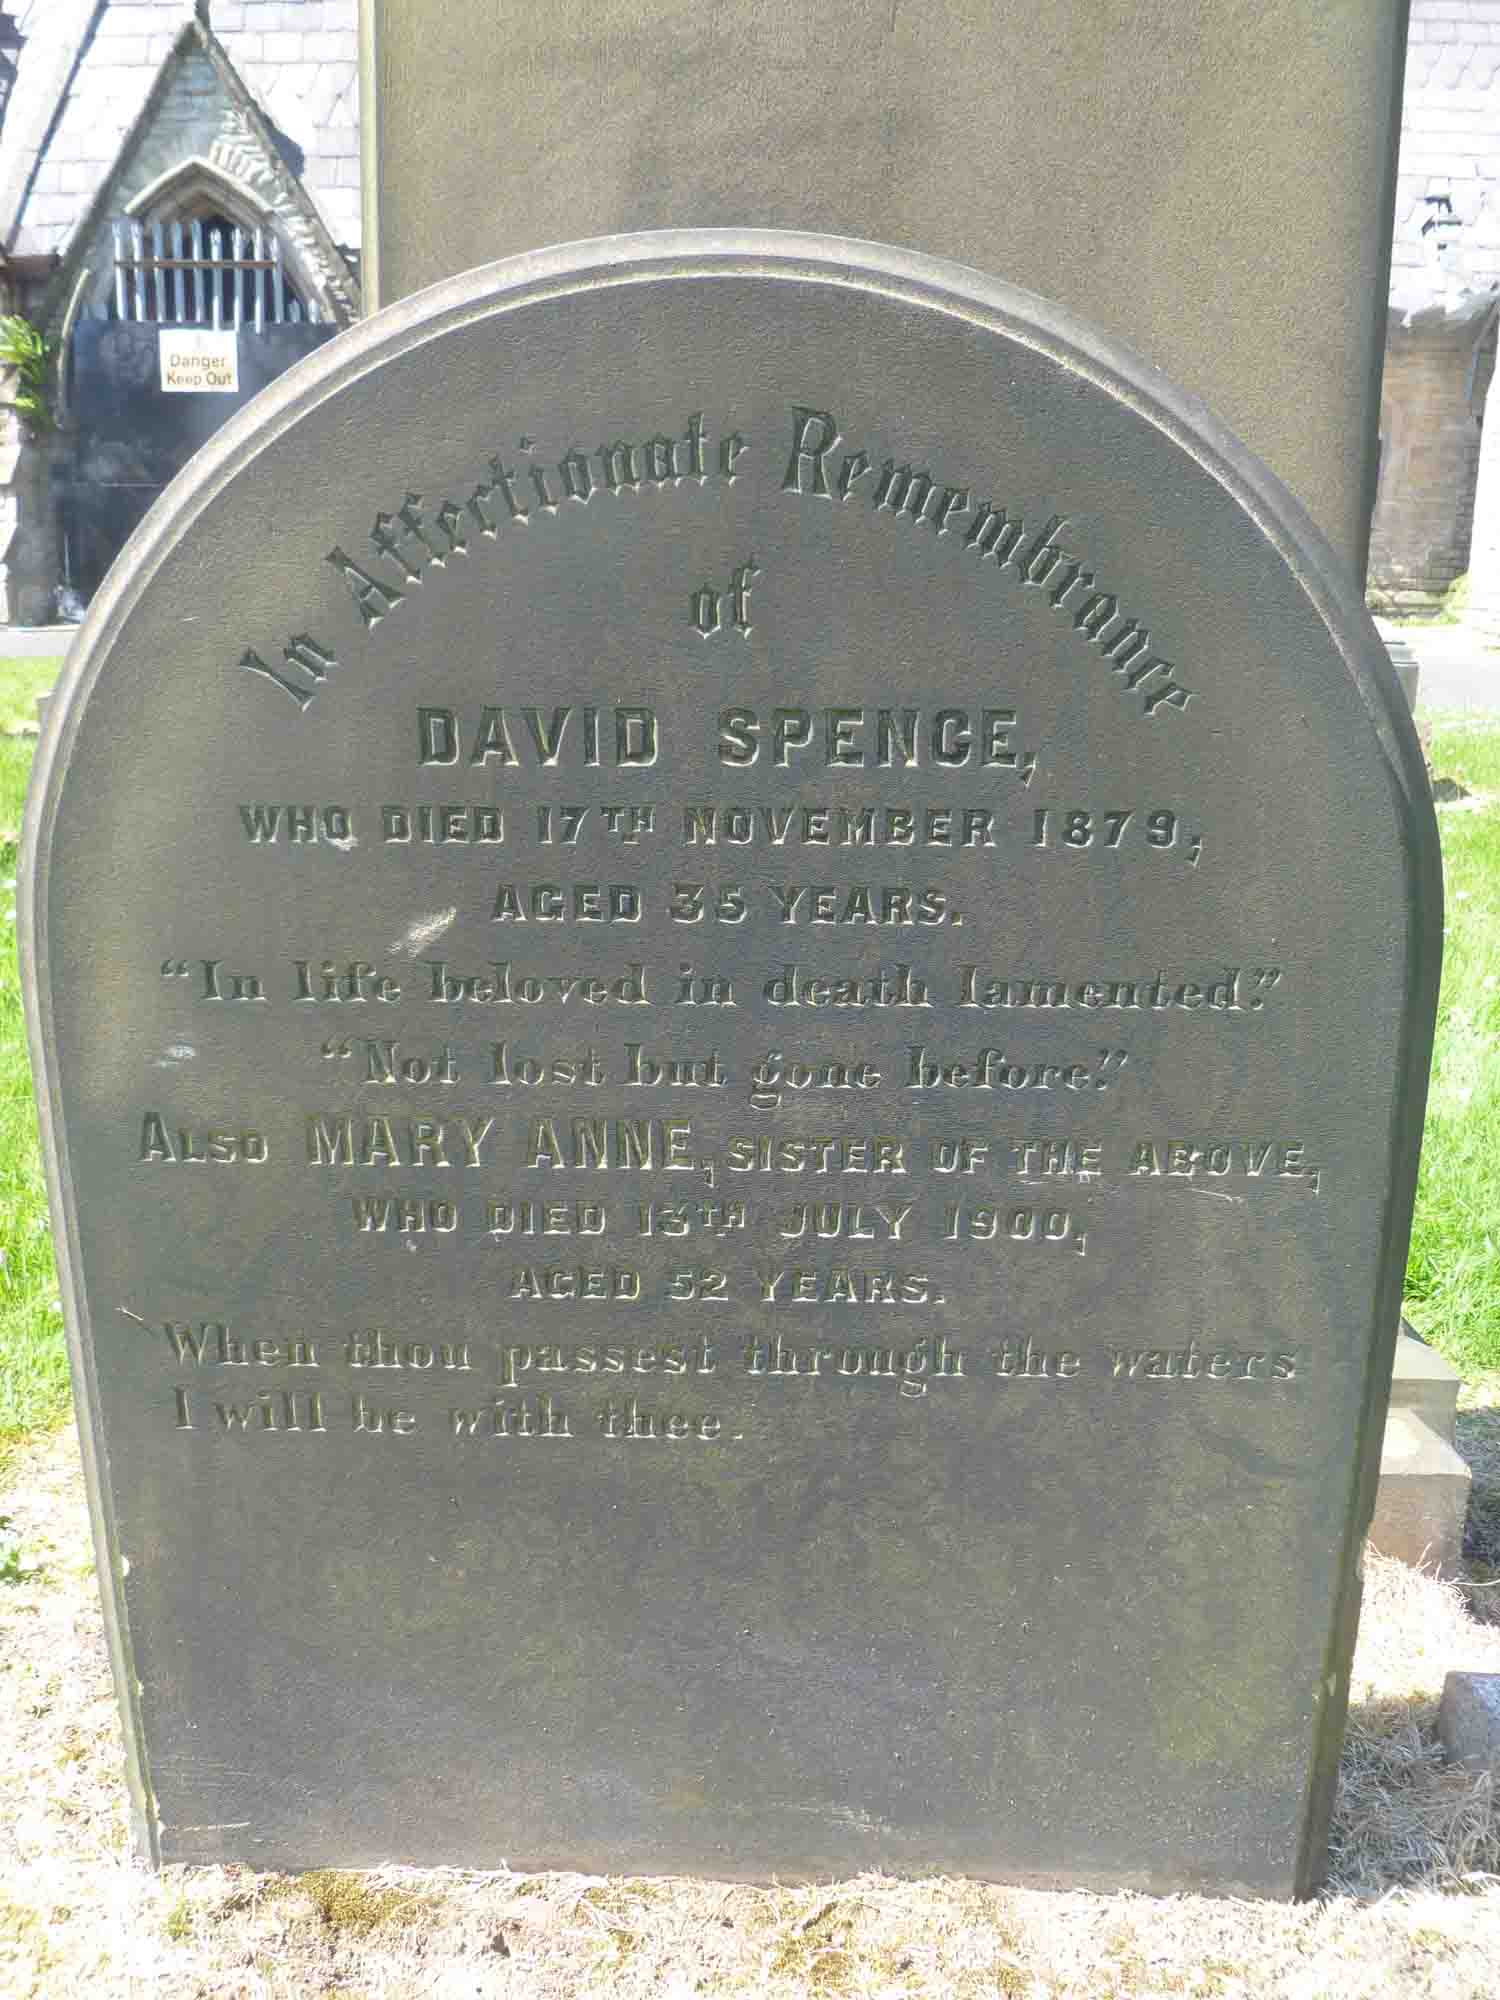 Danger
Keep Out
In Affectionate Remembrance
of
DAVID SPENCE,
WHO DIED 17TH NOVEMBER 1879,
AGED 35 YEARS.
“In life beloved in death lamented.”
“Not lost but gone before.”
ALSO MARY ANNE, SISTER OF THE ABOVE,
WHO DIED 13TH JULY 1900,
AGED 52 YEARS.
When thou passest through the waters
I will be with thee.